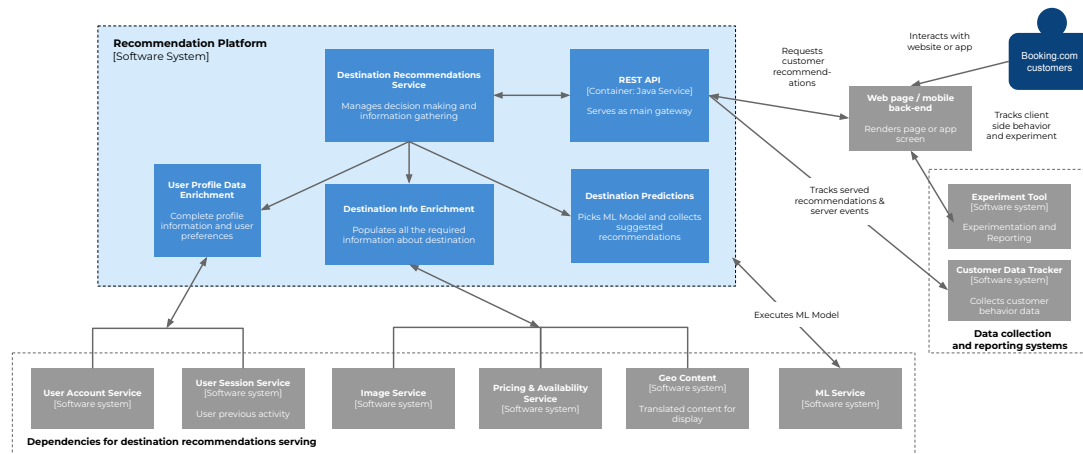 Recommendation Platform
[Software System]
Destination Recommendations
Service
Manages decision making and
information gathering
REST API
[Container: Java Service]
Serves as main gateway
Requests
customer
recommend-
ations
Interacts with
website or app
Booking.com
customers
Web page / mobile
back-end
Renders page or app
screen
Tracks client
side behavior
and experiment
User Profile Data
Enrichment
Complete profile
information and user
preferences
Destination Info Enrichment
Populates all the required
information about destination
Destination Predictions
Picks ML Model and collects
suggested recommendations
Tracks served
recommendations &
server events
Experiment Tool
[Software system]
Experimentation and
Reporting
Customer Data Tracker
[Software system]
Collects customer
behavior data
Data collection
and reporting systems
Executes ML Model
User Account Service
[Software system]
User Session Service
[Software system]
User previous activity
Image Service
[Software system]
Pricing & Availability
Service
[Software system]
Geo Content
[Software system]
Translated content for
display
ML Service
[Software system]
Dependencies for destination recommendations serving